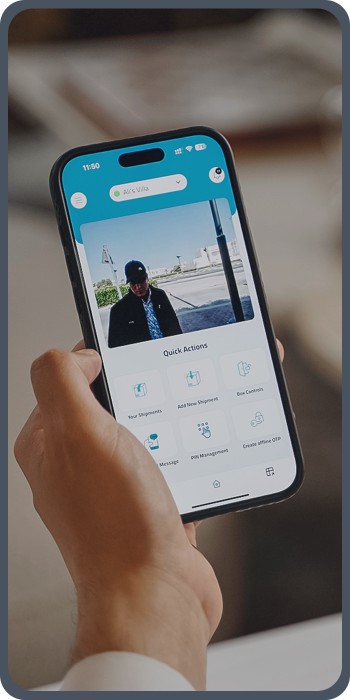 11:50
Ali's Villa
Quick Actions
Your Shipments
Add New Shipment
Box Controls
Message
PIN Management
Create offline OTP